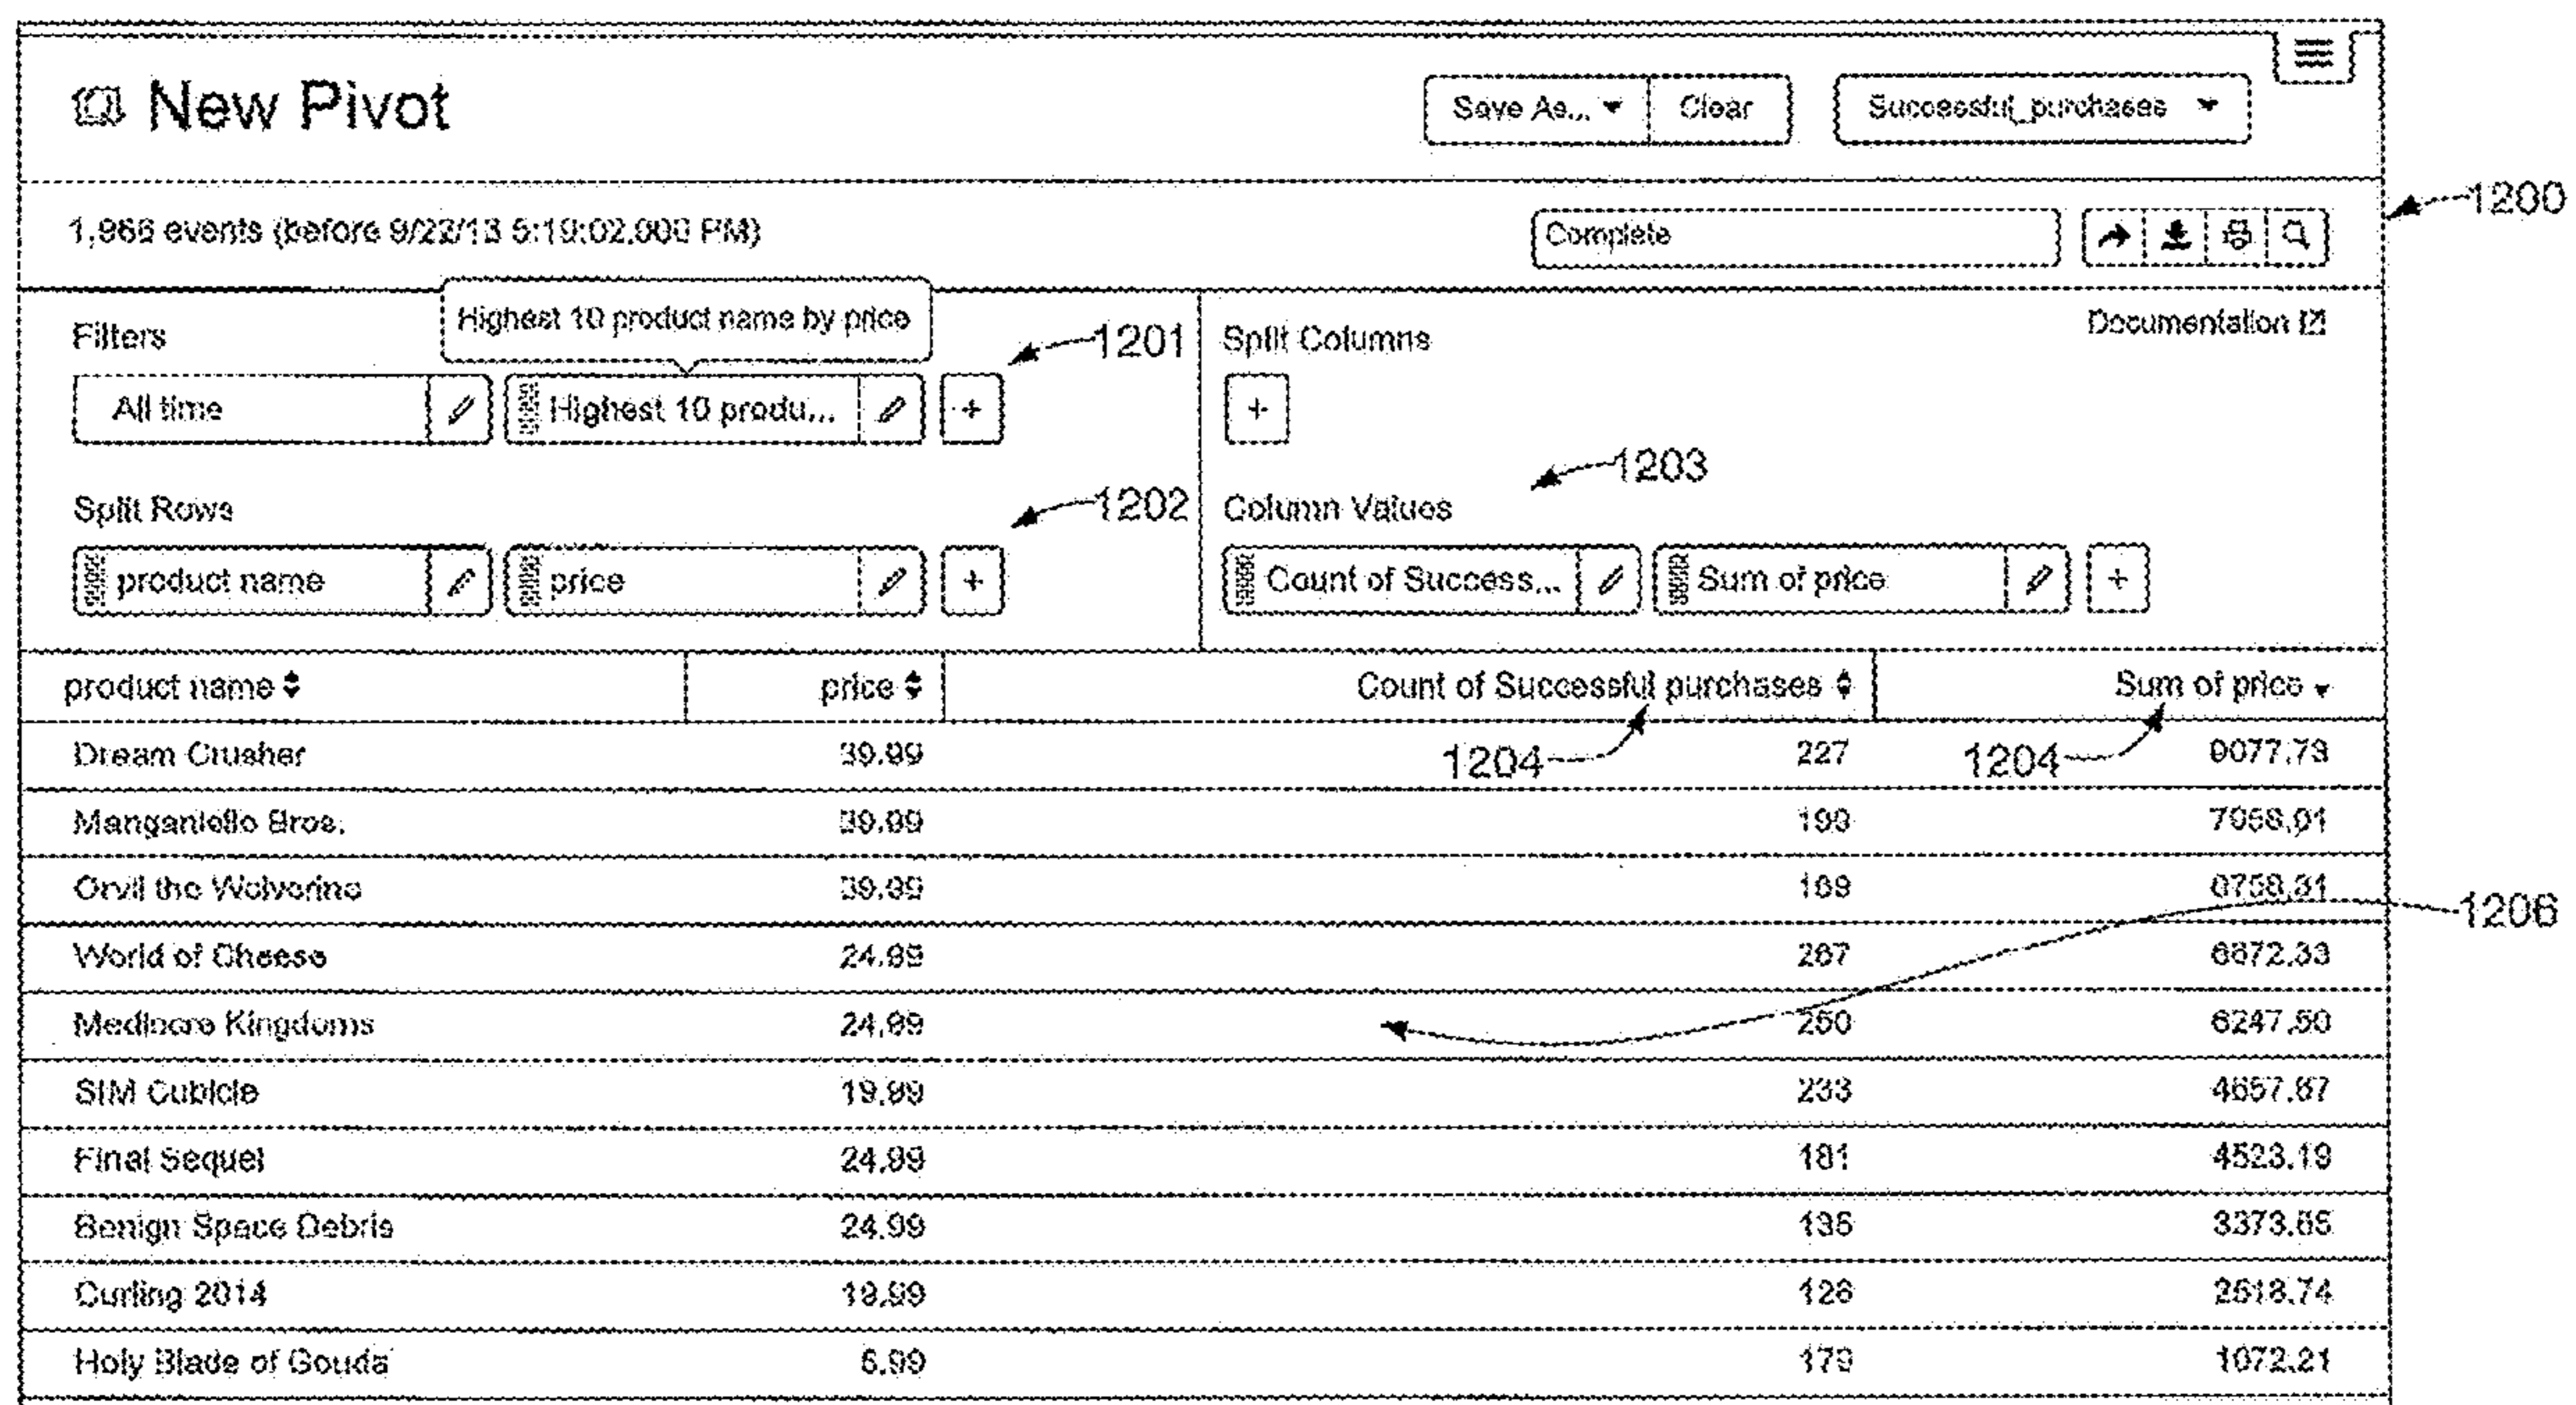 New Pivot
Save As... Clear Successful_purchases
1,966 events (before 9/22/13 5:19:02.000 PM)
Complete
1200
Filters
Highest 10 product name by price
1201
Split Columns
Documentation
All time
Highest 10 produ...
+
+
1203
Split Rows
1202
Column Values
product name
price
+
Count of Success...
Sum of price
+
product name price Count of Successful purchases Sum of price
Dream Crusher 39.99 1204 227 1204 9077.73
Manganiello Bros. 39.99 199 7958.01
Orvil the Wolverine 39.99 169 6758.31
1206
World of Cheese 24.99 267 6672.33
Mediocre Kingdoms 24.99 250 6247.50
SIM Cubicle 19.99 233 4657.67
Final Sequel 24.99 181 4523.19
Benign Space Debris 24.99 135 3373.65
Curling 2014 19.99 126 2518.74
Holy Blade of Gouda 5.99 179 1072.21